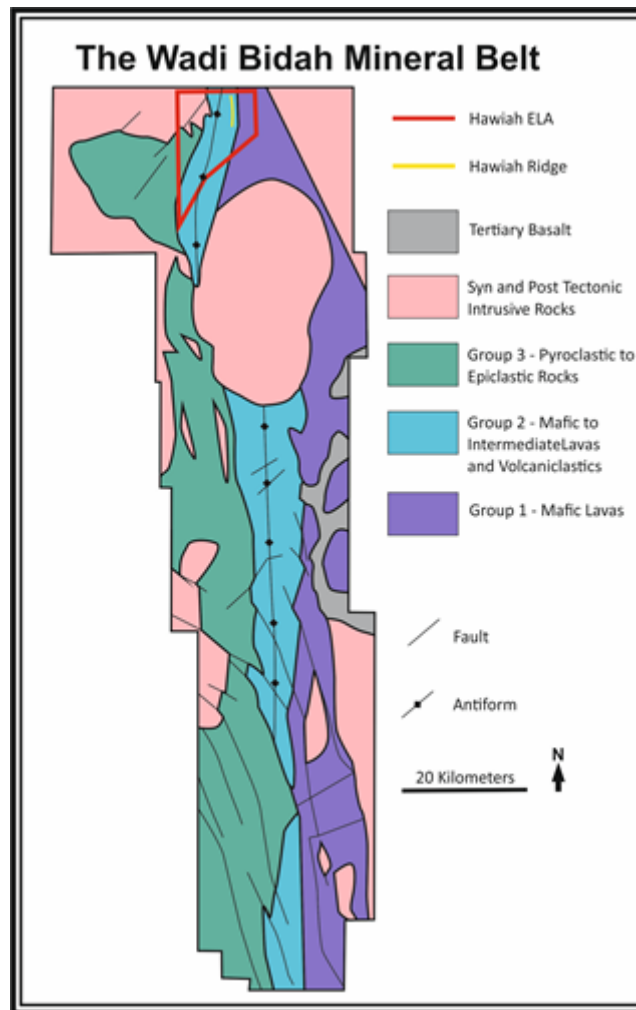 The Wadi Bidah Mineral Belt
Hawiah ELA
Hawiah Ridge
Tertiary Basalt
Syn and Post Tectonic
Intrusive Rocks
Group 3 - Pyroclastic to
Epiclastic Rocks
Group 2 - Mafic to
IntermediateLavas
and Volcaniclastics
Group 1 - Mafic Lavas
Fault
Antiform
N
20 Kilometers